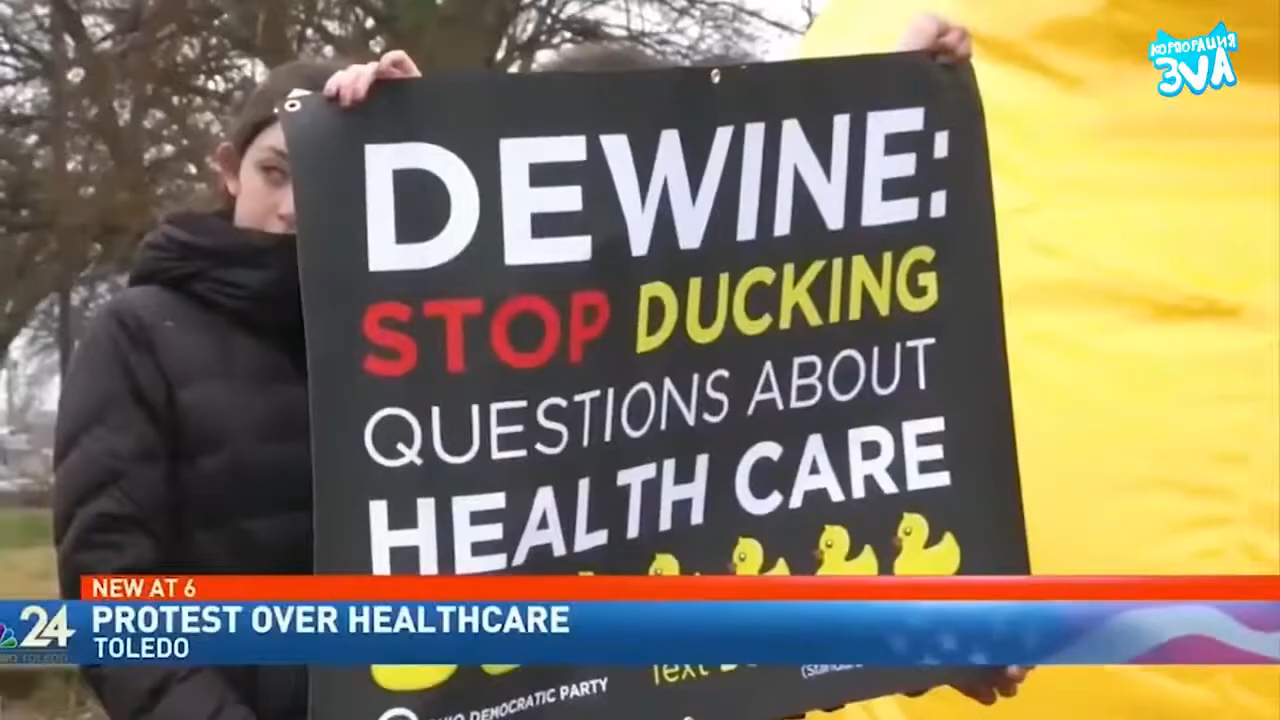 КОРПОРАЦИЯ
ЗVА
DEWINE:
STOP DUCKING
QUESTIONS ABOUT
HEALTH CARE
NEW AT 6
24
PROTEST OVER HEALTHCARE
TOLEDO
Text
DEMOCRATIC PARTY